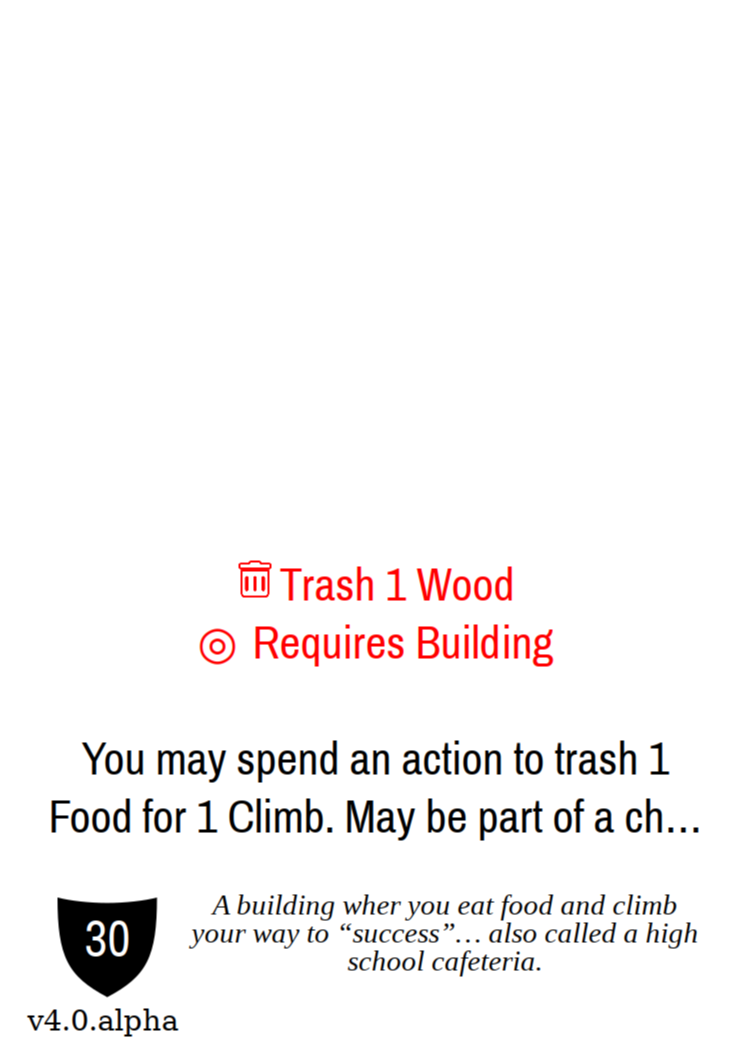 Trash 1 Wood
◎ Requires Building
You may spend an action to trash 1
Food for 1 Climb. May be part of a ch...
30
A building wher you eat food and climb
your way to “success”… also called a high
school cafeteria.
v4.0.alpha